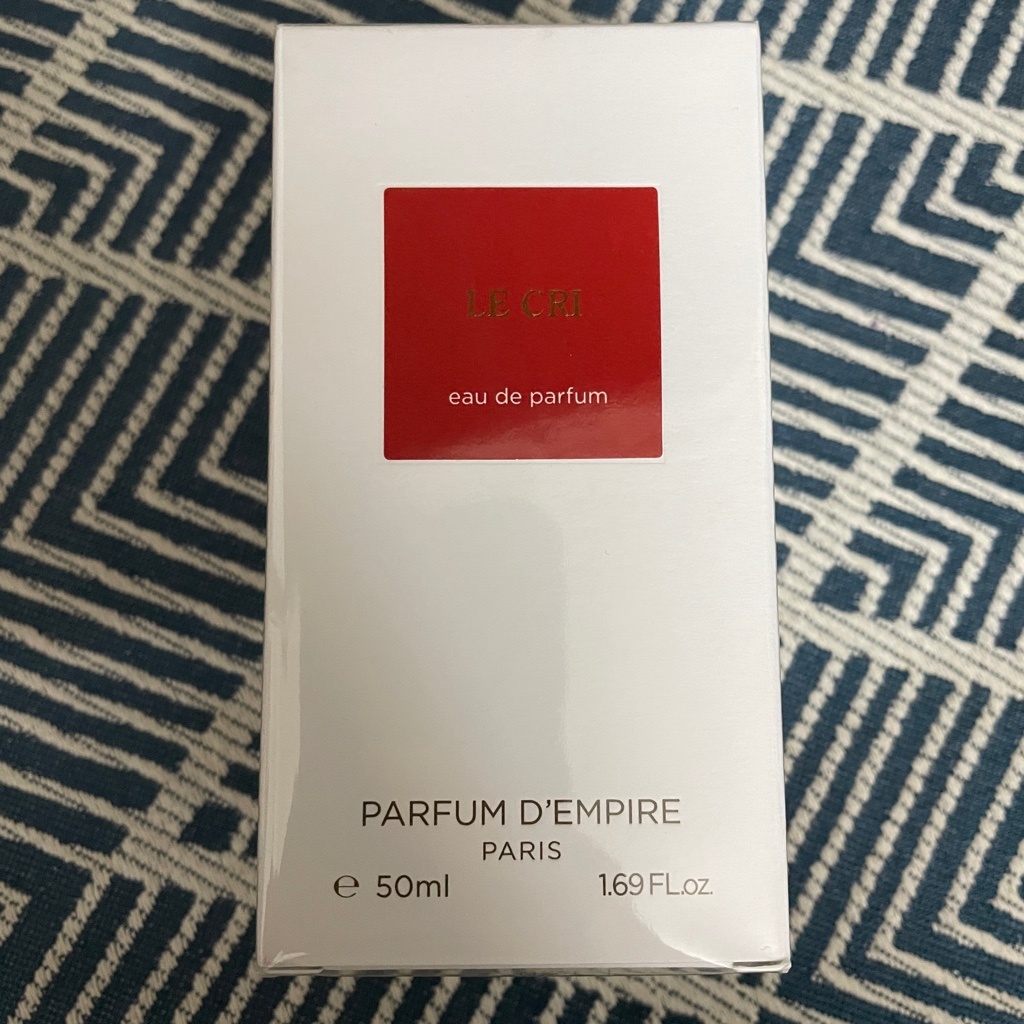 LE CRI
eau de parfum
PARFUM D'EMPIRE
PARIS
℮ 50ml 1.69 FL.oz.